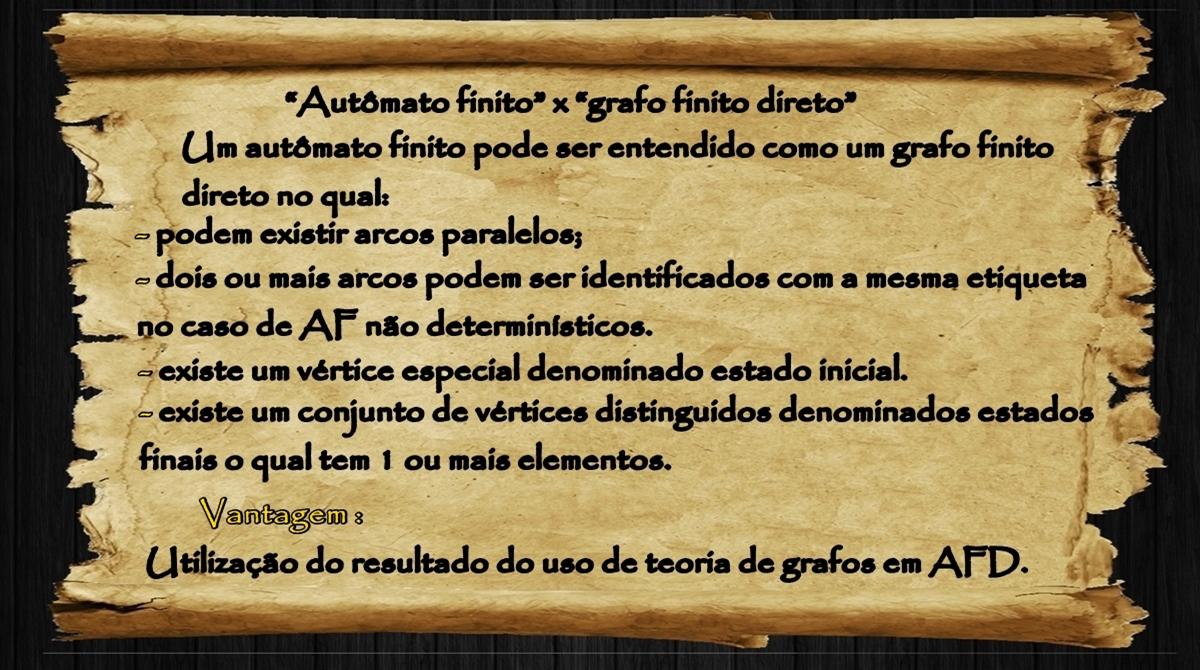 “Autômato finito” x “grafo finito direto”
Um autômato finito pode ser entendido como um grafo finito
direto no qual:
- podem existir arcos paralelos;
- dois ou mais arcos podem ser identificados com a mesma etiqueta
no caso de AF não determinísticos.
- existe um vértice especial denominado estado inicial.
- existe um conjunto de vértices distinguidos denominados estados
finais o qual tem 1 ou mais elementos.
Vantagem :
Utilização do resultado do uso de teoria de grafos em AFD.